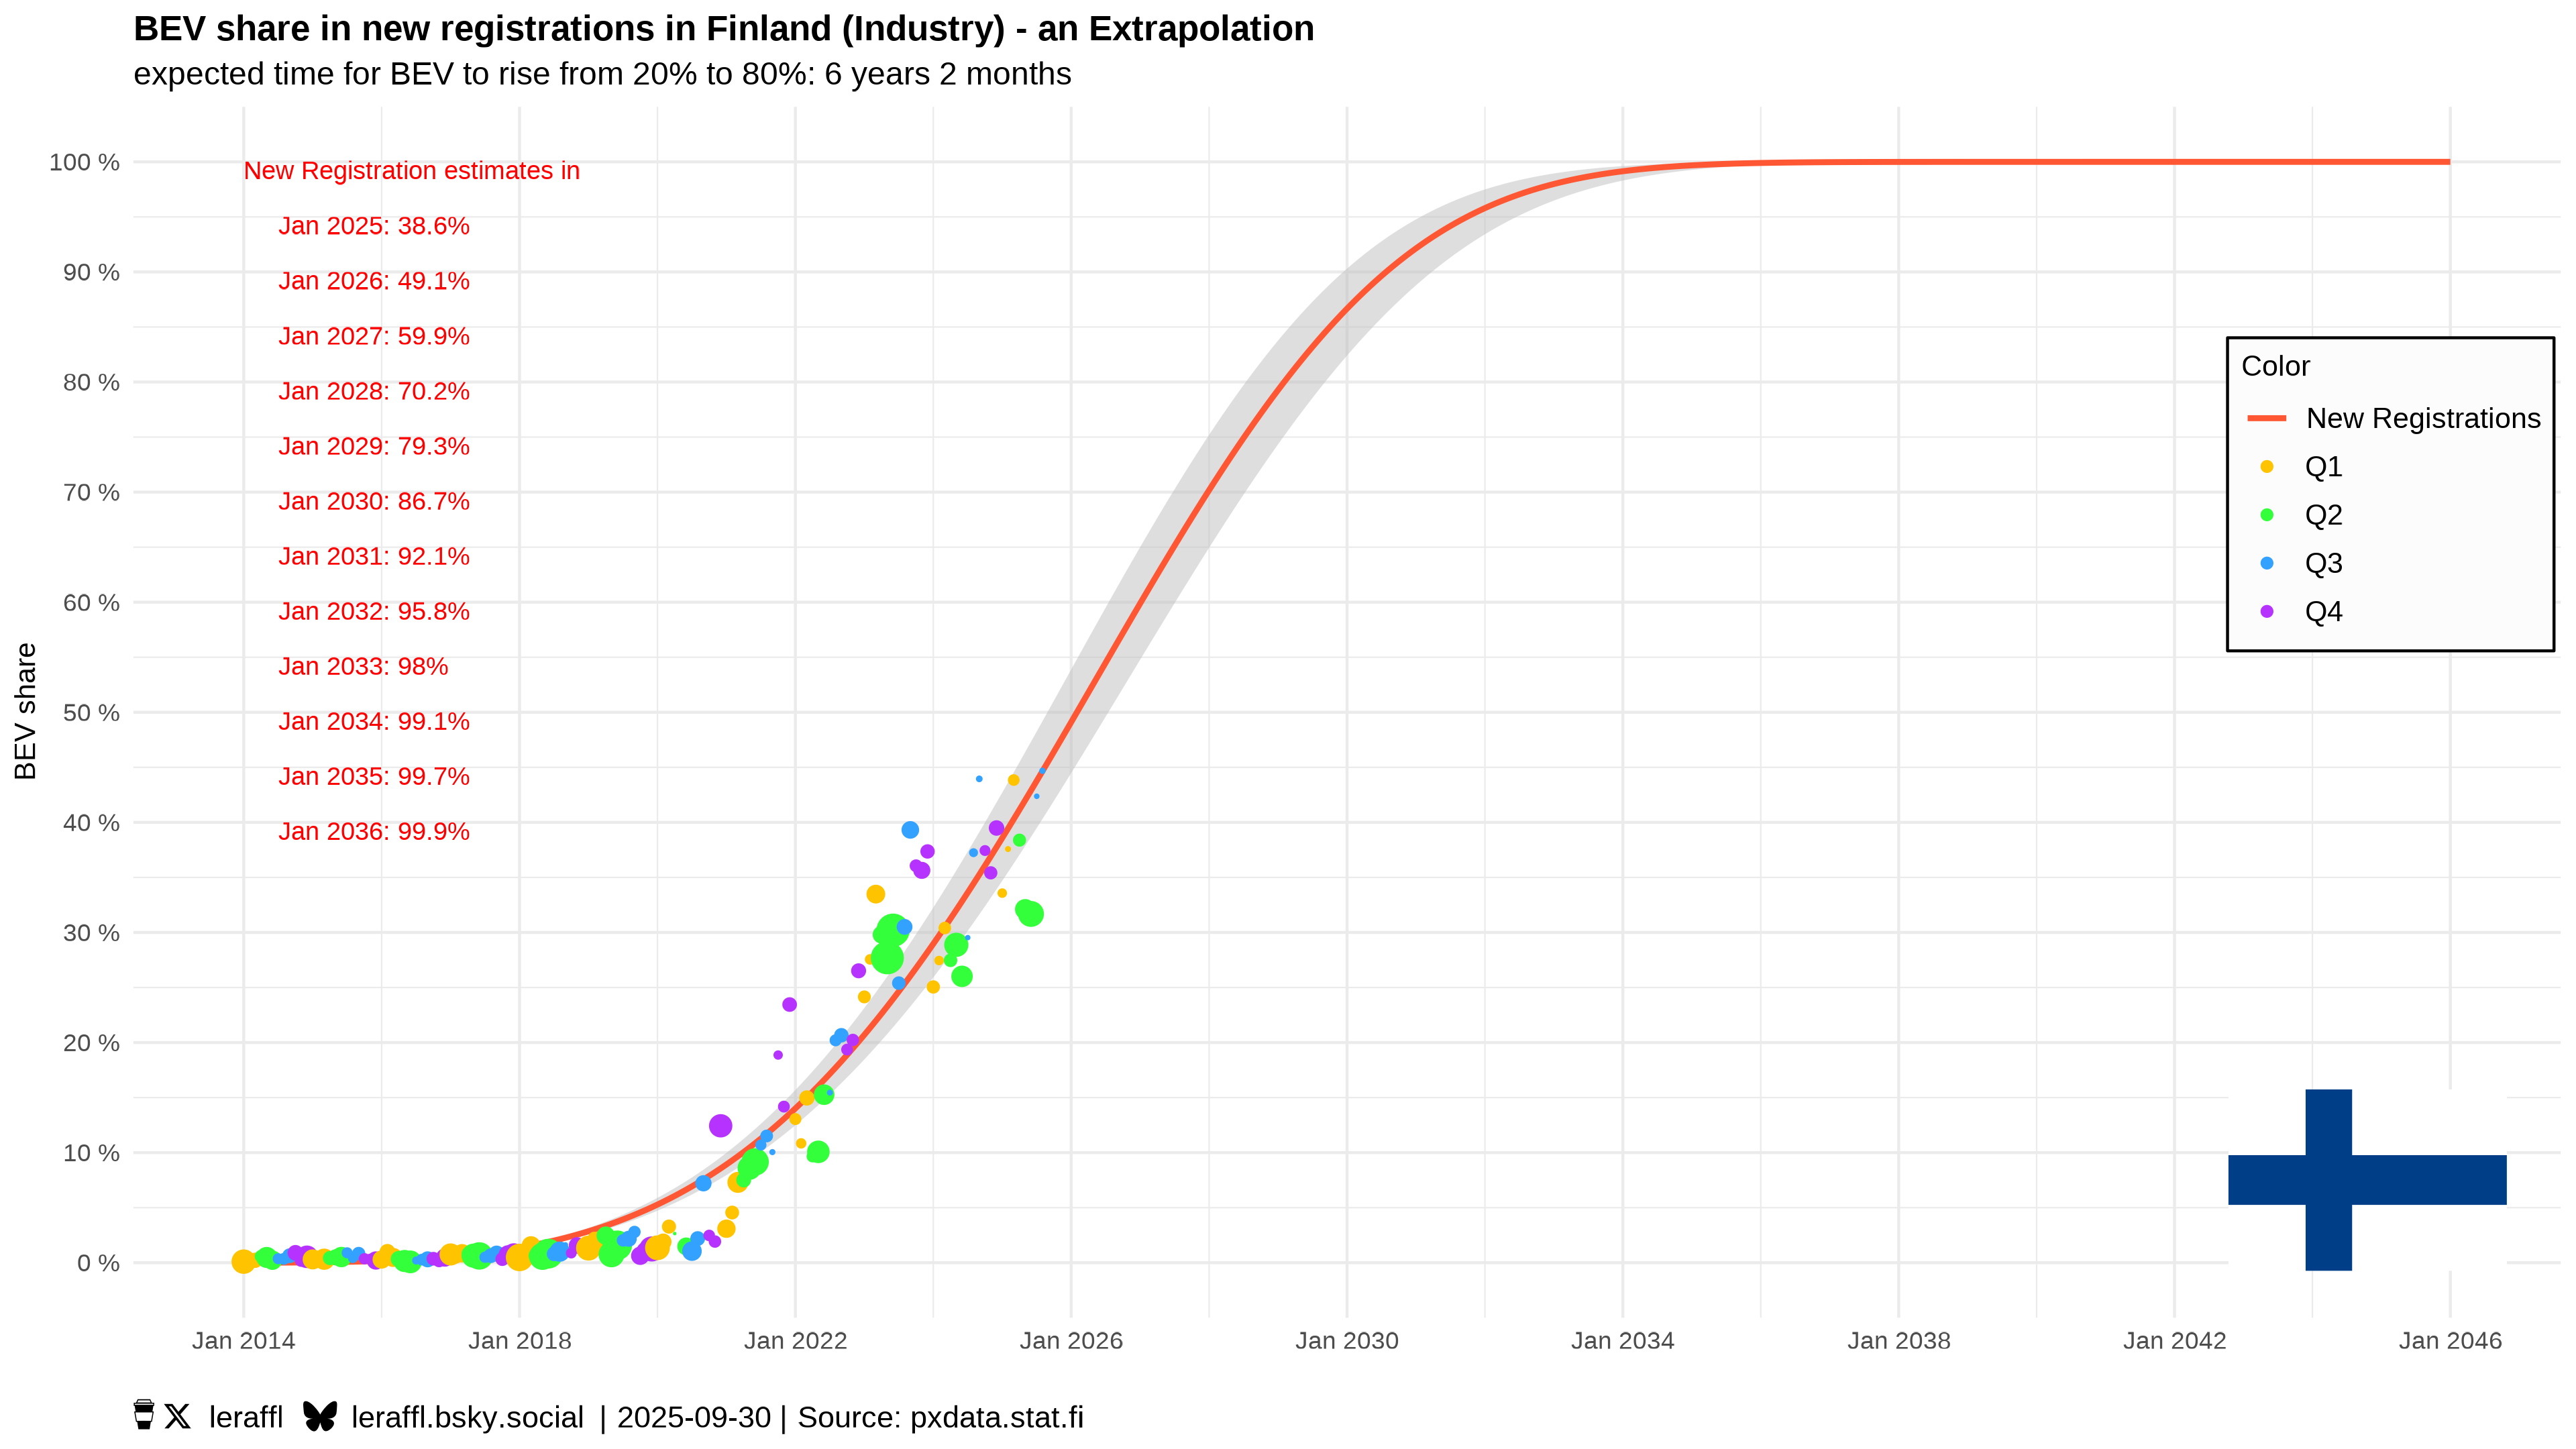 BEV share in new registrations in Finland (Industry) - an Extrapolation
expected time for BEV to rise from 20% to 80%: 6 years 2 months
BEV share
100 %
90 %
80 %
70 %
60 %
50 %
40 %
30 %
20 %
10 %
0 %
New Registration estimates in
Jan 2025: 38.6%
Jan 2026: 49.1%
Jan 2027: 59.9%
Jan 2028: 70.2%
Jan 2029: 79.3%
Jan 2030: 86.7%
Jan 2031: 92.1%
Jan 2032: 95.8%
Jan 2033: 98%
Jan 2034: 99.1%
Jan 2035: 99.7%
Jan 2036: 99.9%
Color
New Registrations
Q1
Q2
Q3
Q4
Jan 2014 Jan 2018 Jan 2022 Jan 2026 Jan 2030 Jan 2034 Jan 2038 Jan 2042 Jan 2046
leraffl leraffl.bsky.social | 2025-09-30 | Source: pxdata.stat.fi